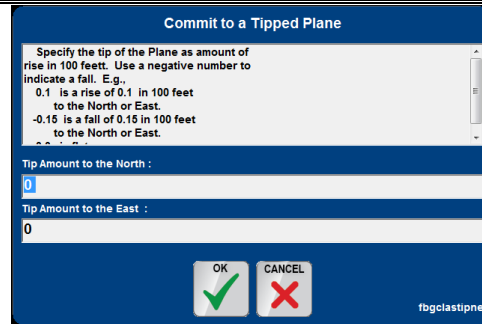 Commit to a Tipped Plane
Specify the tip of the Plane as amount of
rise in 100 feett. Use a negative number to
indicate a fall. E.g.,
0.1 is a rise of 0.1 in 100 feet
to the North or East.
-0.15 is a fall of 0.15 in 100 feet
to the North or East.
Tip Amount to the North :
0
Tip Amount to the East :
0
OK
CANCEL
fbgclastipne